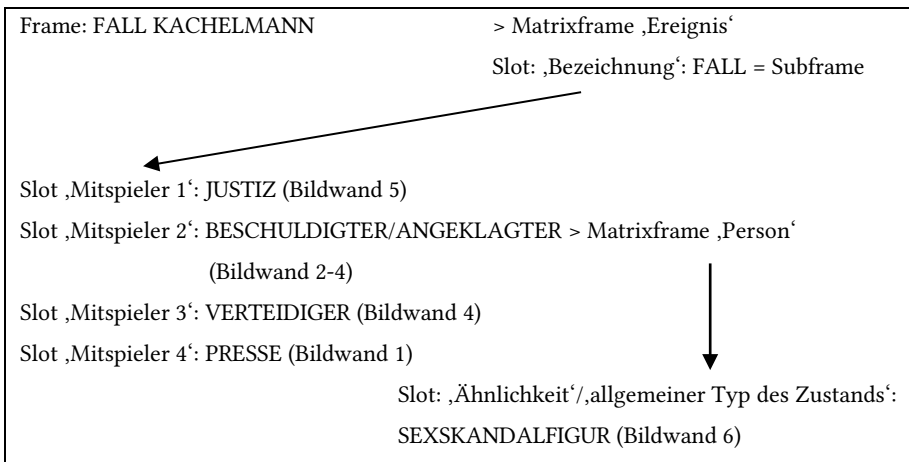 Frame: FALL KACHELMANN > Matrixframe ‚Ereignis‘
Slot: ‚Bezeichnung‘: FALL = Subframe
Slot ‚Mitspieler 1‘: JUSTIZ (Bildwand 5)
Slot ‚Mitspieler 2‘: BESCHULDIGTER/ANGEKLAGTER > Matrixframe ‚Person‘
(Bildwand 2-4)
Slot ‚Mitspieler 3‘: VERTEIDIGER (Bildwand 4)
Slot ‚Mitspieler 4‘: PRESSE (Bildwand 1)
Slot: ‚Ähnlichkeit‘/‚allgemeiner Typ des Zustands‘:
SEXSKANDALFIGUR (Bildwand 6)